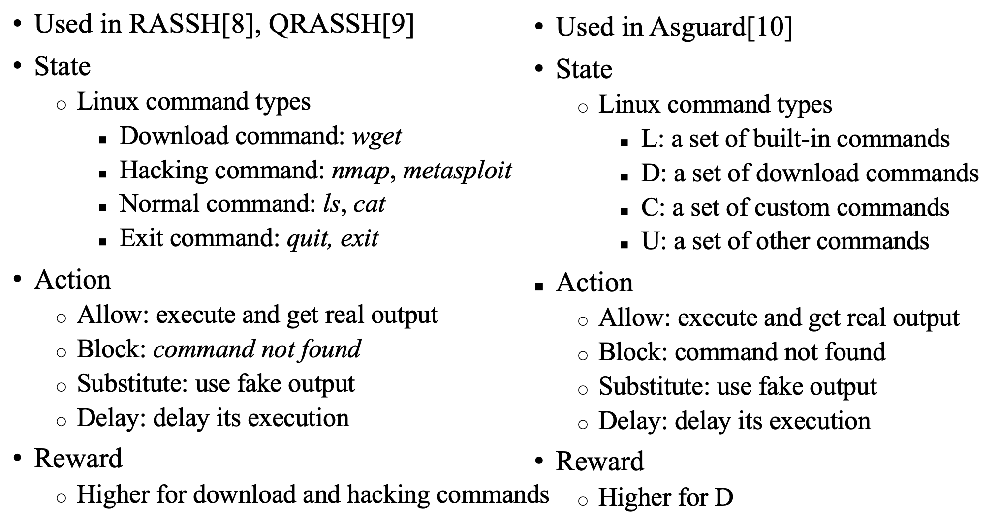 • Used in RASSH[8], QRASSH[9]
• State
○ Linux command types
▪ Download command: wget
▪ Hacking command: nmap, metasploit
▪ Normal command: ls, cat
▪ Exit command: quit, exit
• Action
○ Allow: execute and get real output
○ Block: command not found
○ Substitute: use fake output
○ Delay: delay its execution
• Reward
○ Higher for download and hacking commands
• Used in Asguard[10]
• State
○ Linux command types
▪ L: a set of built-in commands
▪ D: a set of download commands
▪ C: a set of custom commands
▪ U: a set of other commands
▪ Action
○ Allow: execute and get real output
○ Block: command not found
○ Substitute: use fake output
○ Delay: delay its execution
• Reward
○ Higher for D